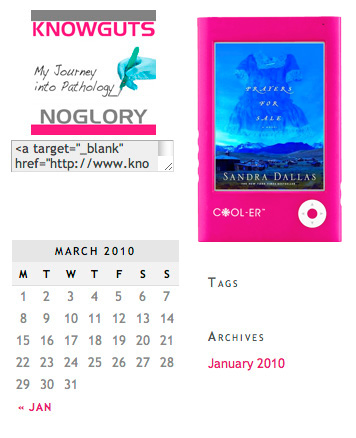 KNOWGUTS
My Journey
into Pathology
NOGLORY
<a target="_blank"
href="http://www.kno
MARCH 2010
M T W T F S S
1 2 3 4 5 6 7
8 9 10 11 12 13 14
15 16 17 18 19 20 21
22 23 24 25 26 27 28
29 30 31
« JAN
PRAYERS
FOR
SALE
SANDRA DALLAS
NEW YORK TIMES BESTSELLER
COOL-ER™
TAGS
ARCHIVES
January 2010